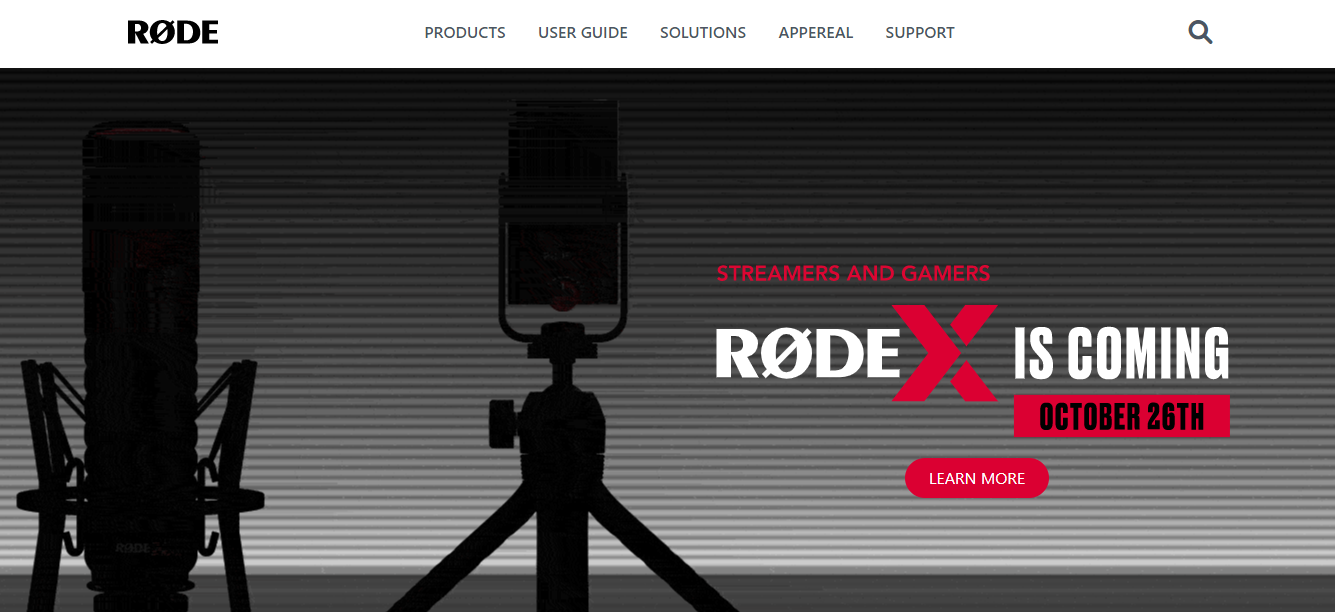 RØDE
PRODUCTS USER GUIDE SOLUTIONS APPEREAL SUPPORT
STREAMERS AND GAMERS
RØDE X IS COMING
OCTOBER 26TH
LEARN MORE
RØDE